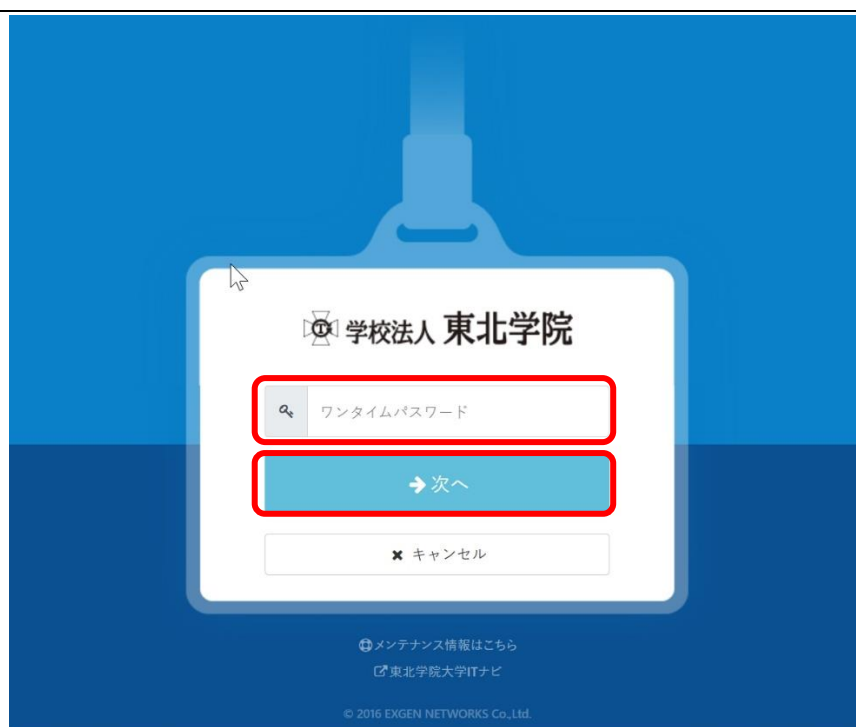 学校法人 東北学院
ワンタイムパスワード
次へ
キャンセル
メンテナンス情報はこちら
東北学院大学ITナビ
© 2016 EXGEN NETWORKS Co.,Ltd.